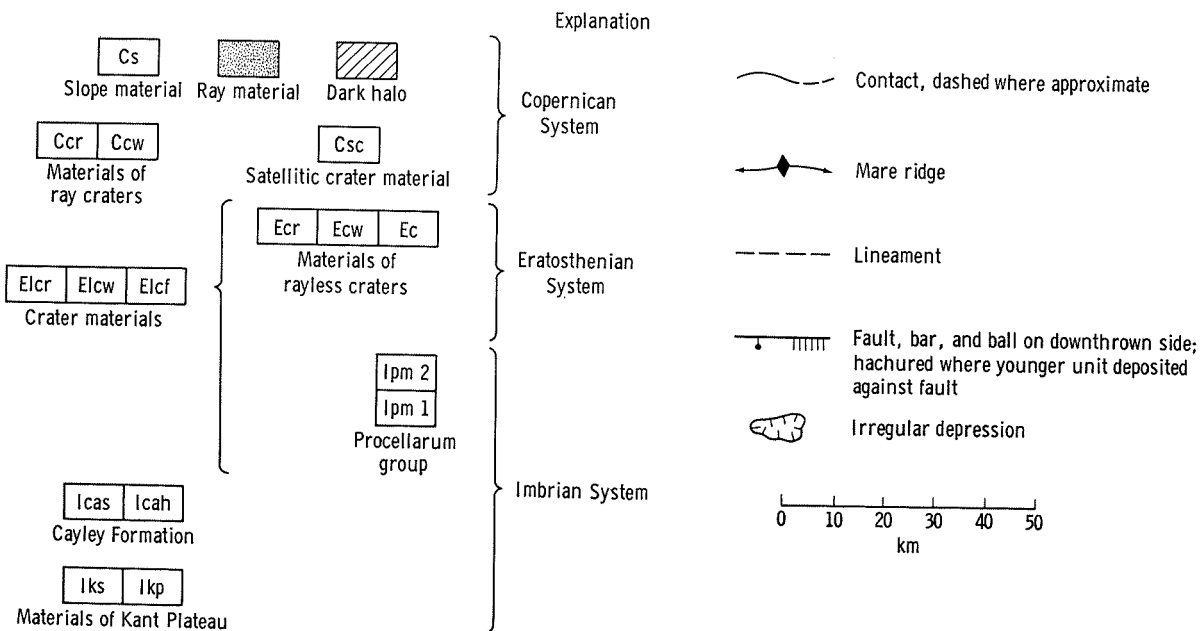 Explanation
Cs
Slope material
Ray material
Dark halo
Ccr Ccw
Materials of
ray craters
Csc
Satellitic crater material
Copernican
System
Ecr Ecw Ec
Materials of
rayless craters
Eratosthenian
System
EIcr EIcw EIcf
Crater materials
Ipm 2
Ipm 1
Procellarum
group
Icas Icah
Cayley Formation
Iks Ikp
Materials of Kant Plateau
Imbrian System
Contact, dashed where approximate
Mare ridge
Lineament
Fault, bar, and ball on downthrown side;
hachured where younger unit deposited
against fault
Irregular depression
0 10 20 30 40 50
km